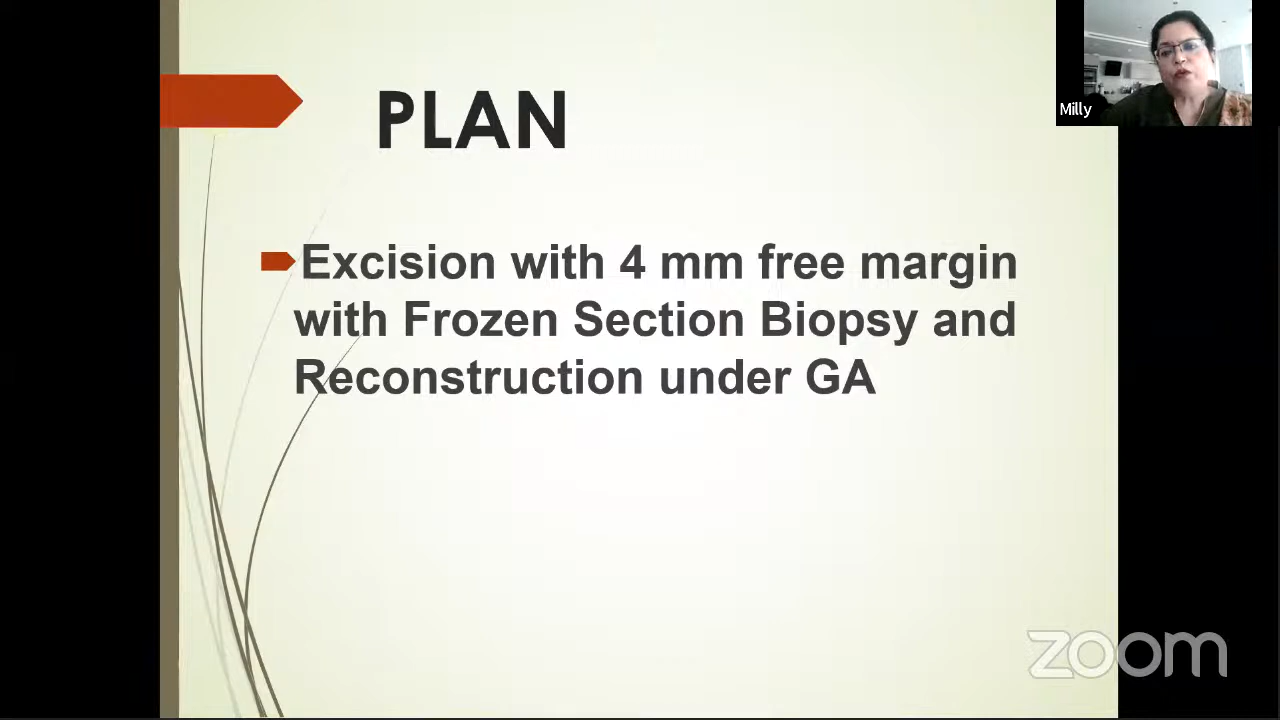 PLAN
Milly
Excision with 4 mm free margin
with Frozen Section Biopsy and
Reconstruction under GA
zoom